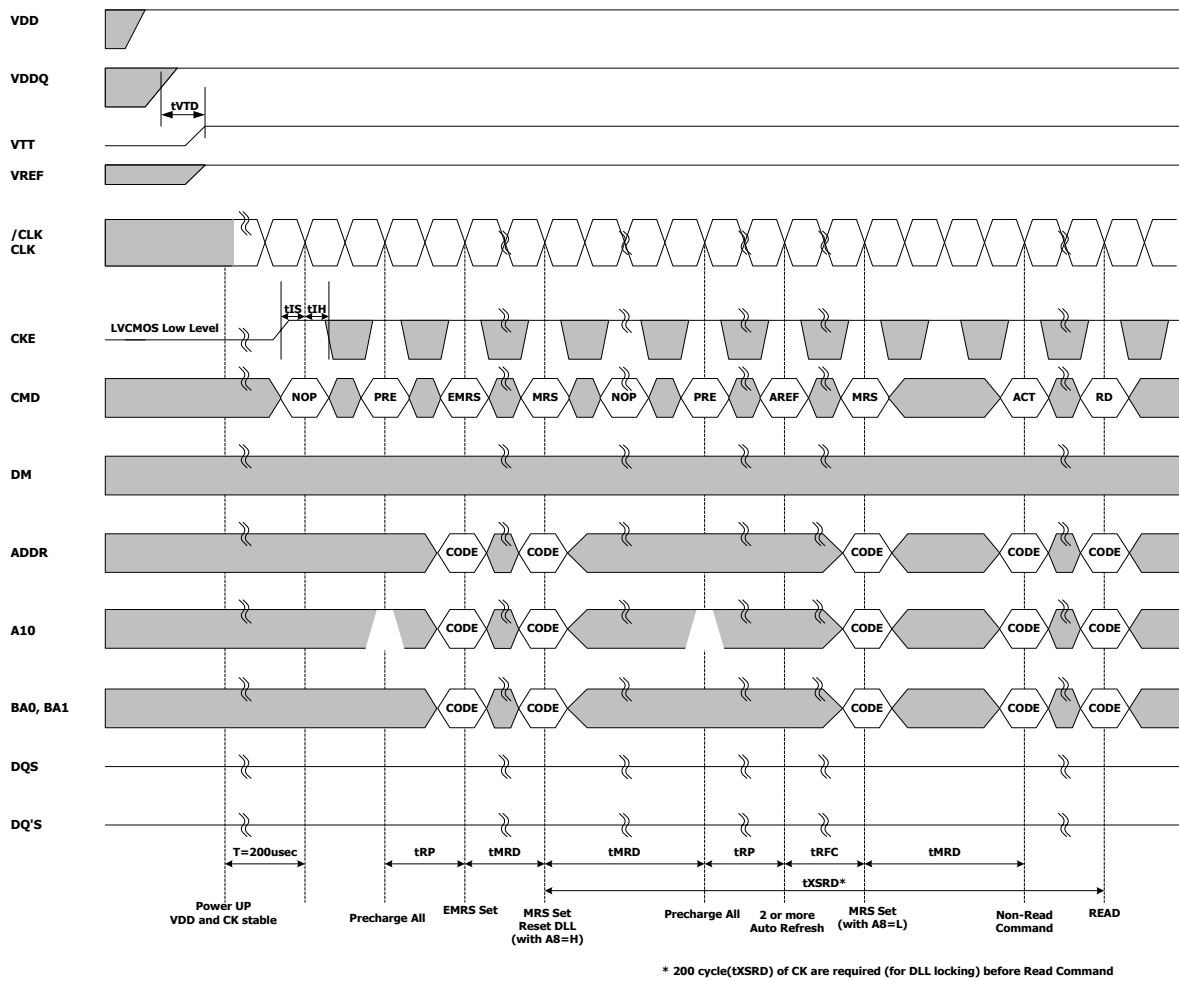 VDD
VDDQ
tVTD
VTT
VREF
/CLK
CLK
tIS tIH
LVCMOS Low Level
CKE
CMD NOP PRE EMRS MRS NOP PRE AREF MRS ACT RD
DM
ADDR CODE CODE CODE CODE CODE
A10 CODE CODE CODE CODE CODE
BA0, BA1 CODE CODE CODE CODE CODE
DQS
DQ'S
T=200usec tRP tMRD tMRD tRP tRFC tMRD
tXSRD*
Power UP
VDD and CK stable
Precharge All
EMRS Set
MRS Set
Reset DLL
(with A8=H)
Precharge All
2 or more
Auto Refresh
MRS Set
(with A8=L)
Non-Read
Command
READ
* 200 cycle(tXSRD) of CK are required (for DLL locking) before Read Command